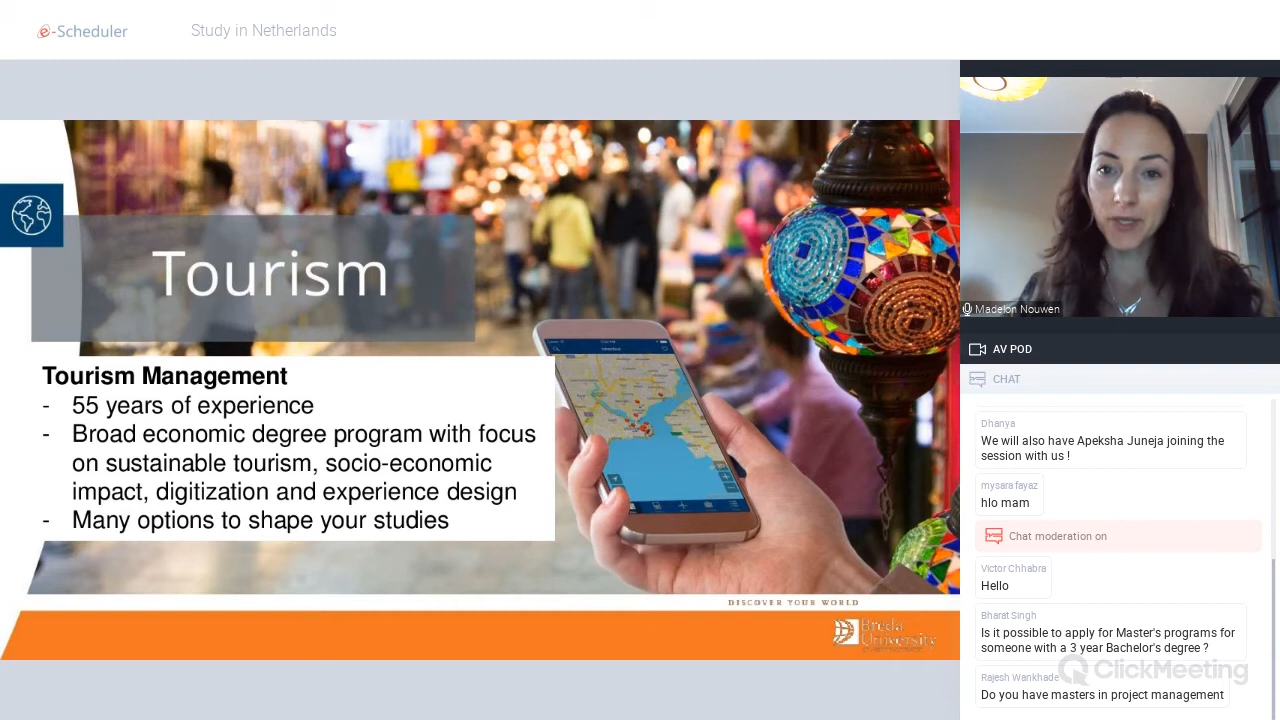 e-Scheduler
Study in Netherlands
Tourism
Tourism Management
- 55 years of experience
- Broad economic degree program with focus
on sustainable tourism, socio-economic
impact, digitization and experience design
- Many options to shape your studies
DISCOVER YOUR WORLD
Breda
University
Madelon Nouwen
AV POD
CHAT
Dhanya
We will also have Apeksha Juneja joining the
session with us !
mysara fayaz
hlo mam
Chat moderation on
Victor Chhabra
Hello
Bharat Singh
Is it possible to apply for Master's programs for
someone with a 3 year Bachelor's degree ?
Rajesh Wankhade
Do you have masters in project management
ClickMeeting